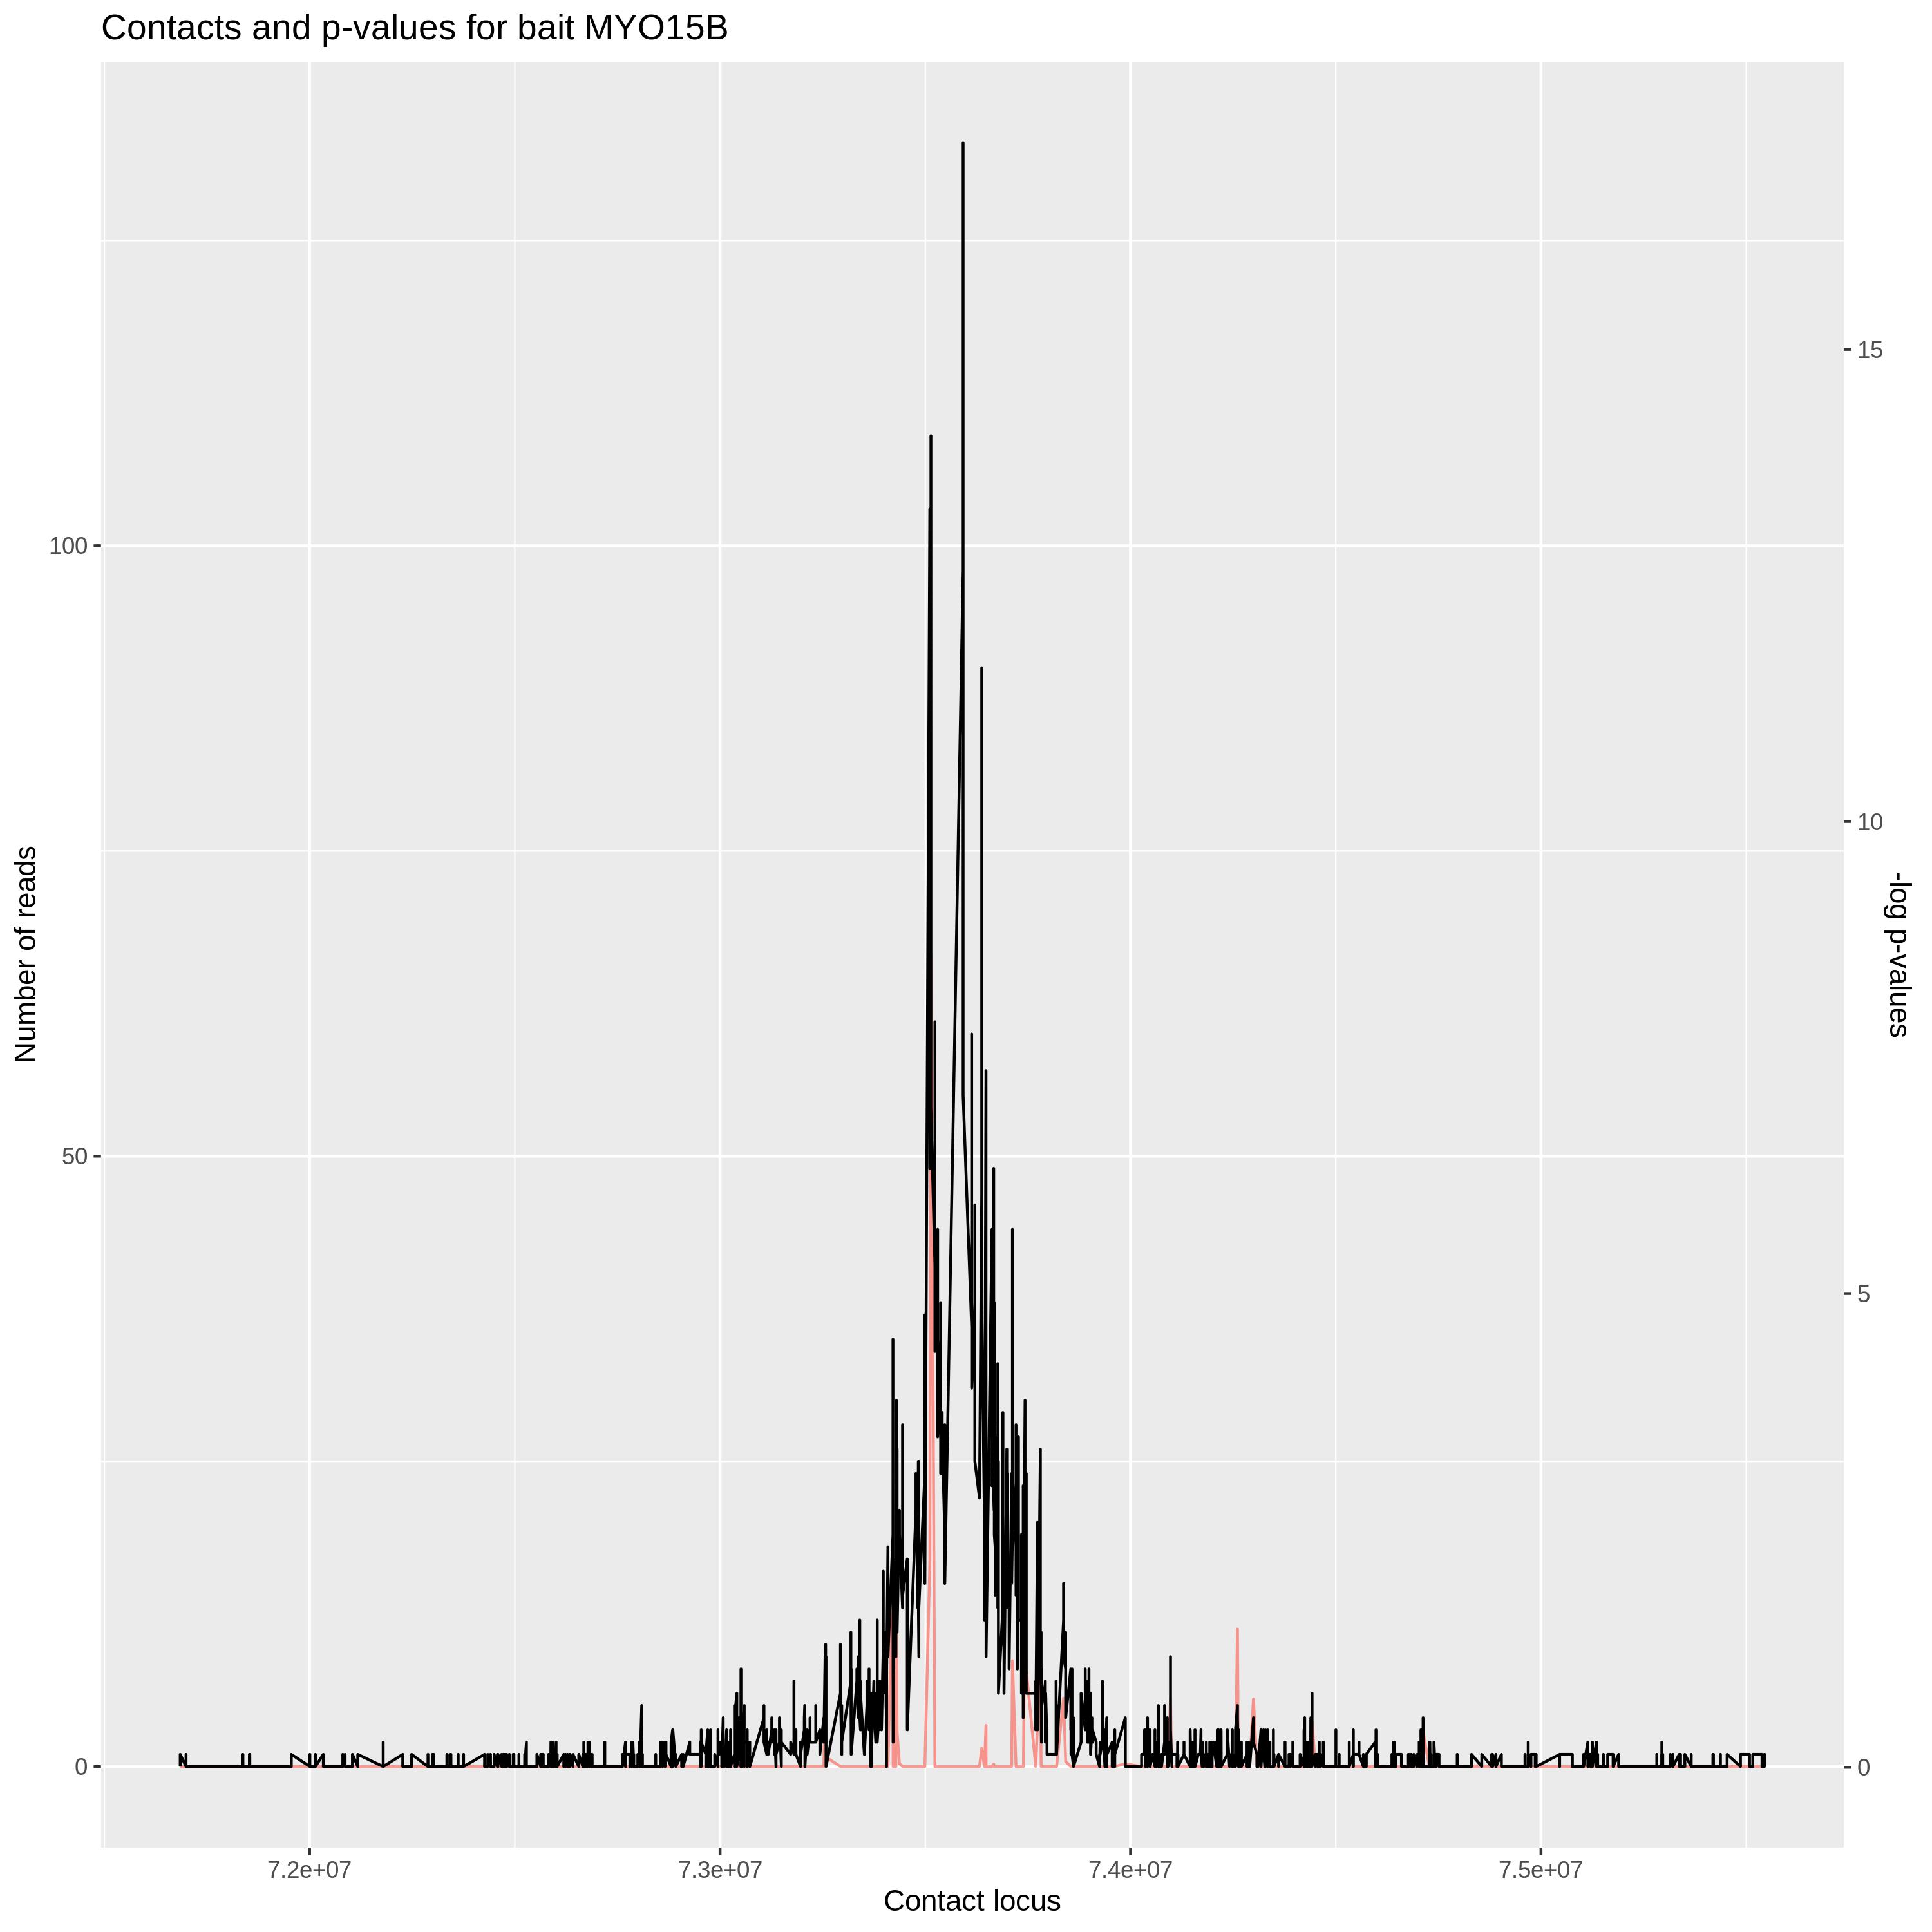 Contacts and p-values for bait MYO15B
Number of reads
100
50
0
15
10
5
0
-log p-values
7.2e+07
7.3e+07
7.4e+07
7.5e+07
Contact locus